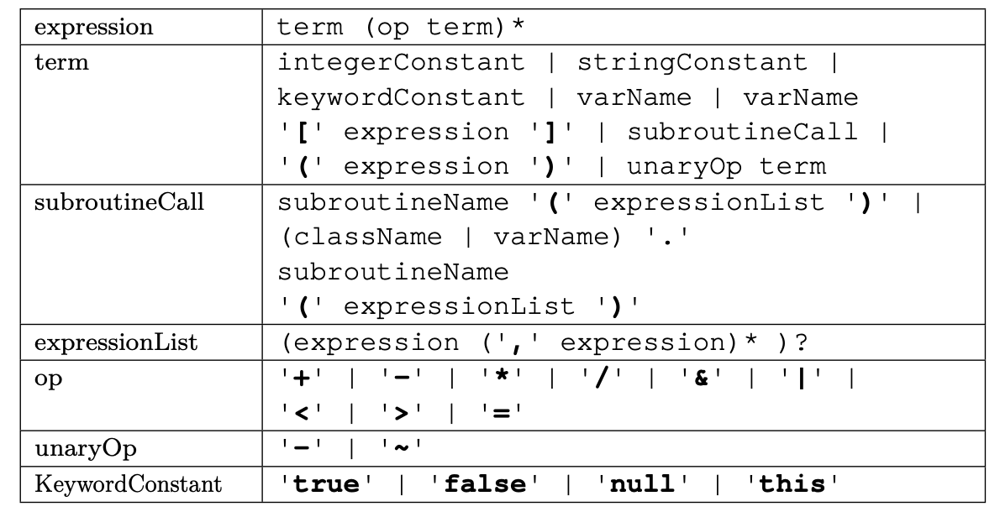 expression term (op term)*
term integerConstant | stringConstant |
keywordConstant | varName | varName
'[' expression ']' | subroutineCall |
'(' expression ')' | unaryOp term
subroutineCall subroutineName '(' expressionList ')' |
(className | varName) '.'
subroutineName
'(' expressionList ')'
expressionList (expression (',' expression)* )?
op '+' | '-' | '*' | '/' | '&' | '|' |
'<' | '>' | '='
unaryOp '-' | '~'
KeywordConstant 'true' | 'false' | 'null' | 'this'